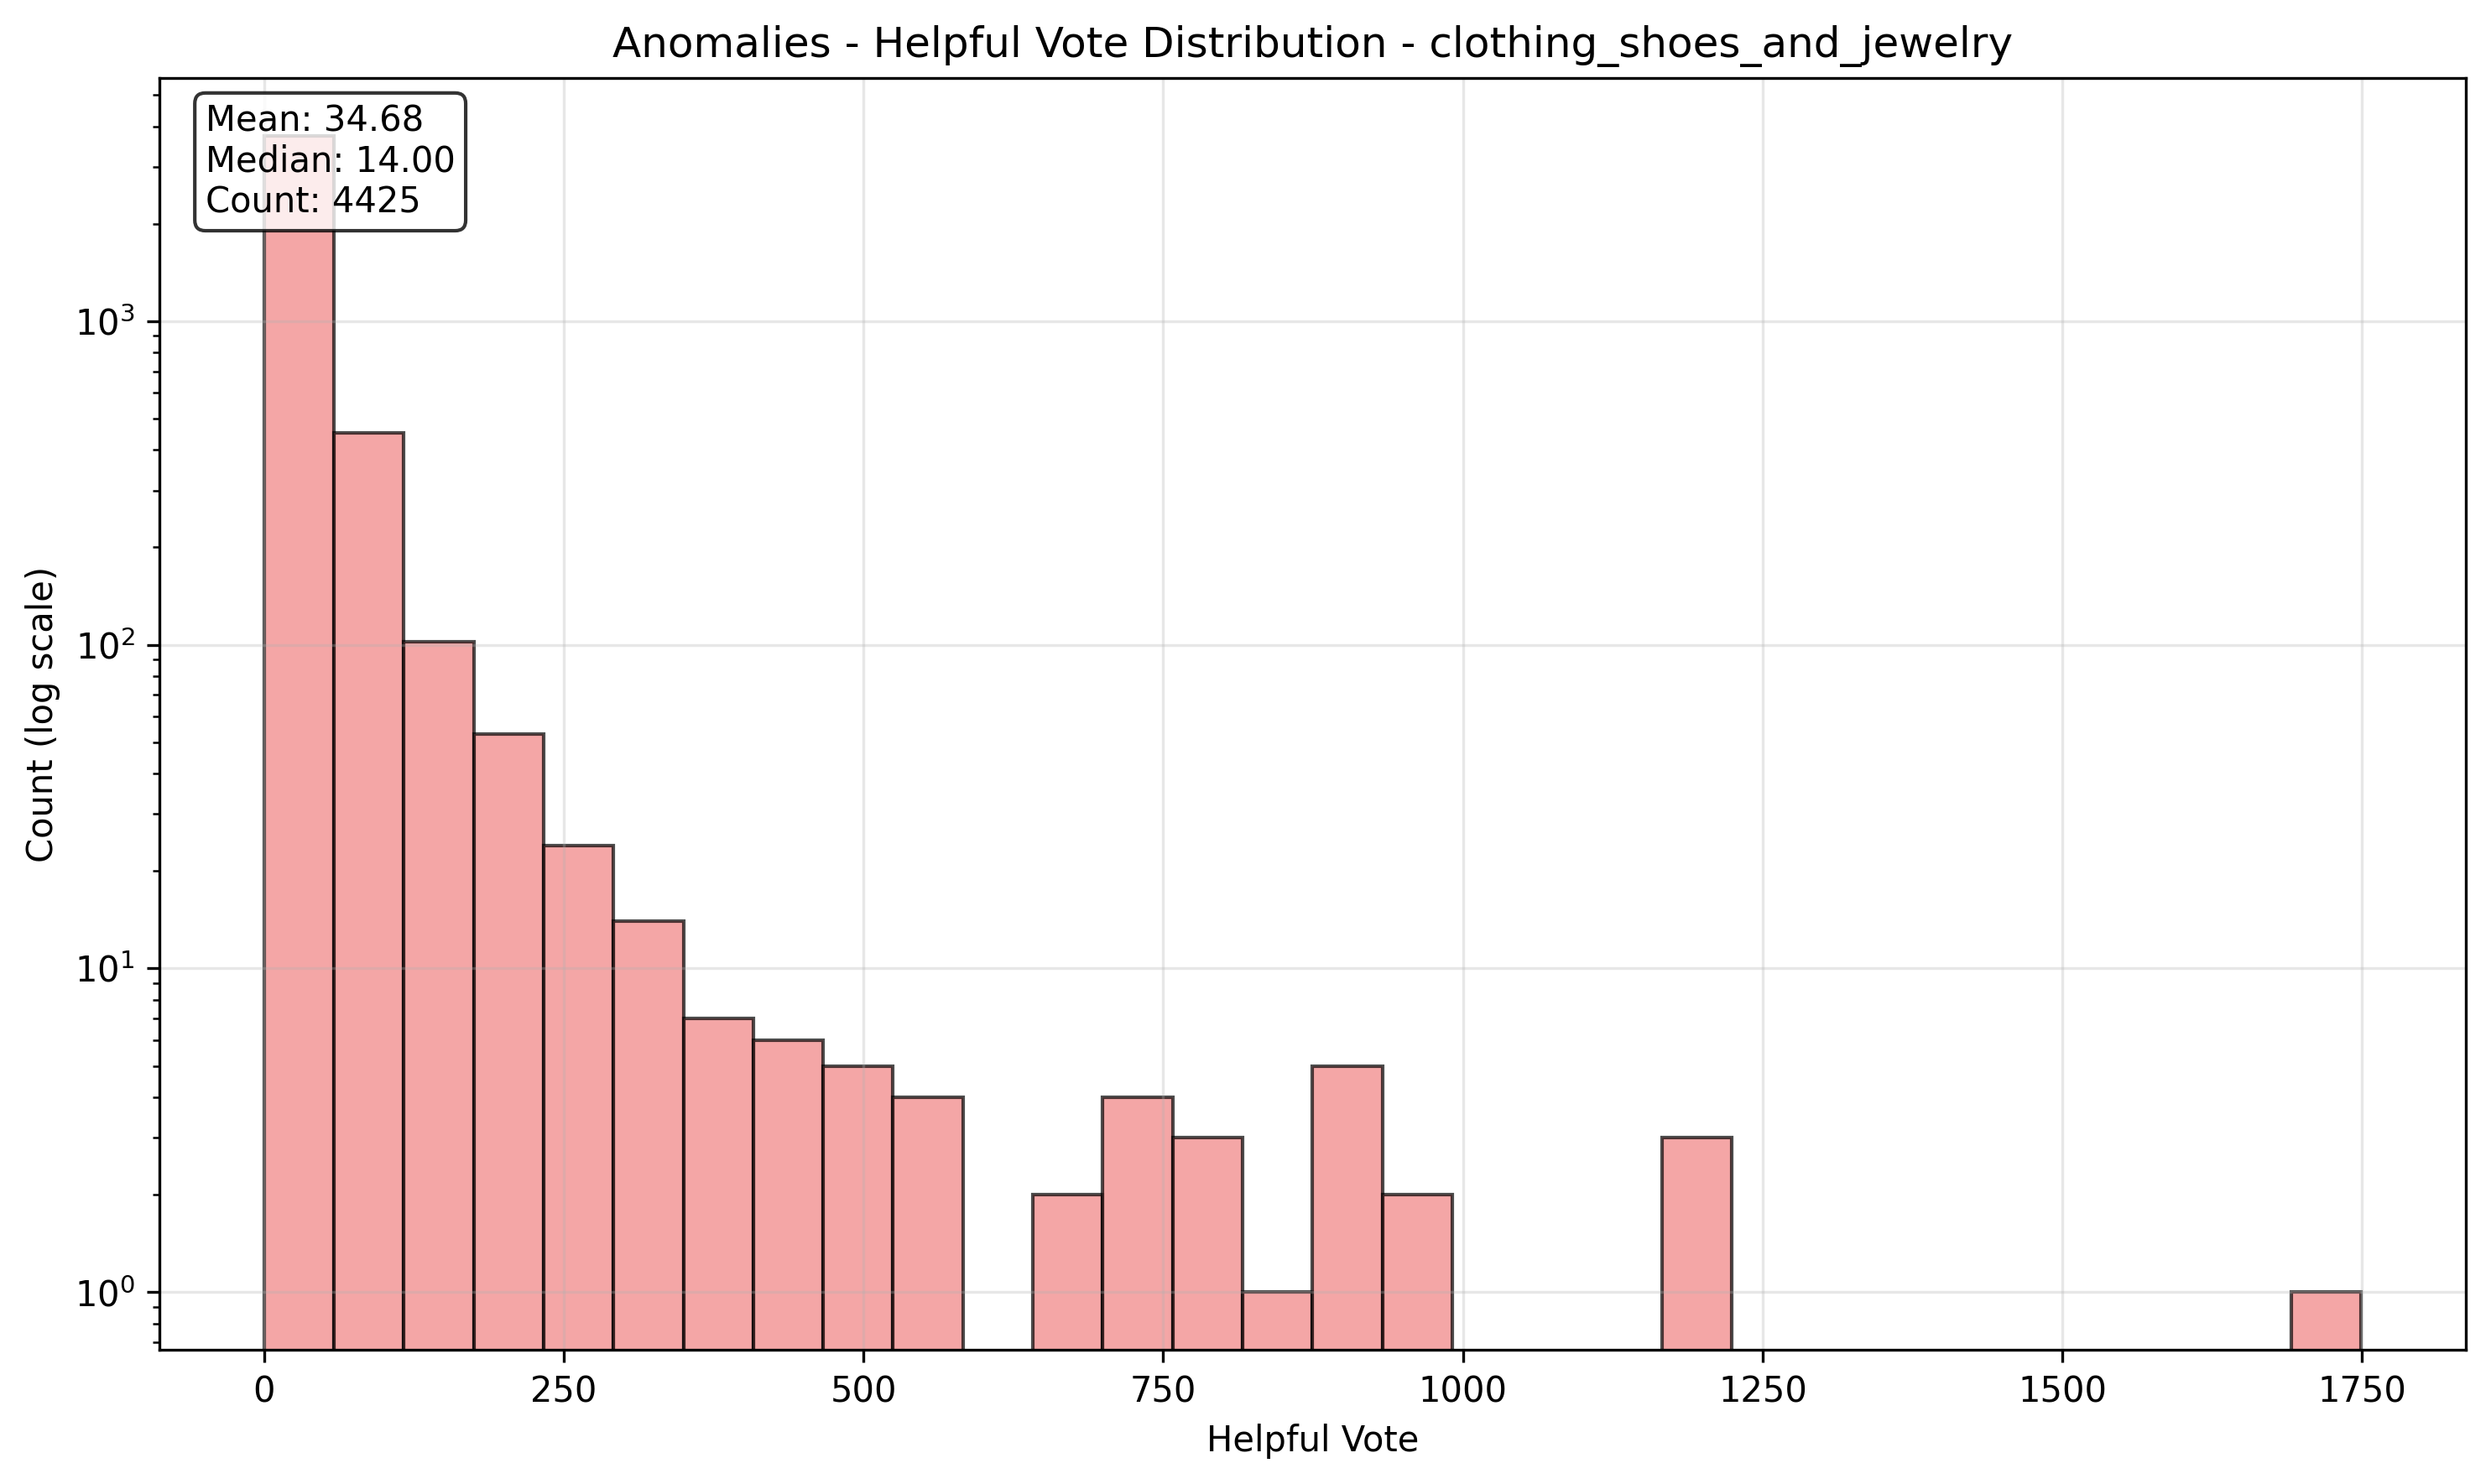 Anomalies - Helpful Vote Distribution - clothing_shoes_and_jewelry
Mean: 34.68
Median: 14.00
Count: 4425
Count (log scale)
10³
10²
10¹
10⁰
0 250 500 750 1000 1250 1500 1750
Helpful Vote